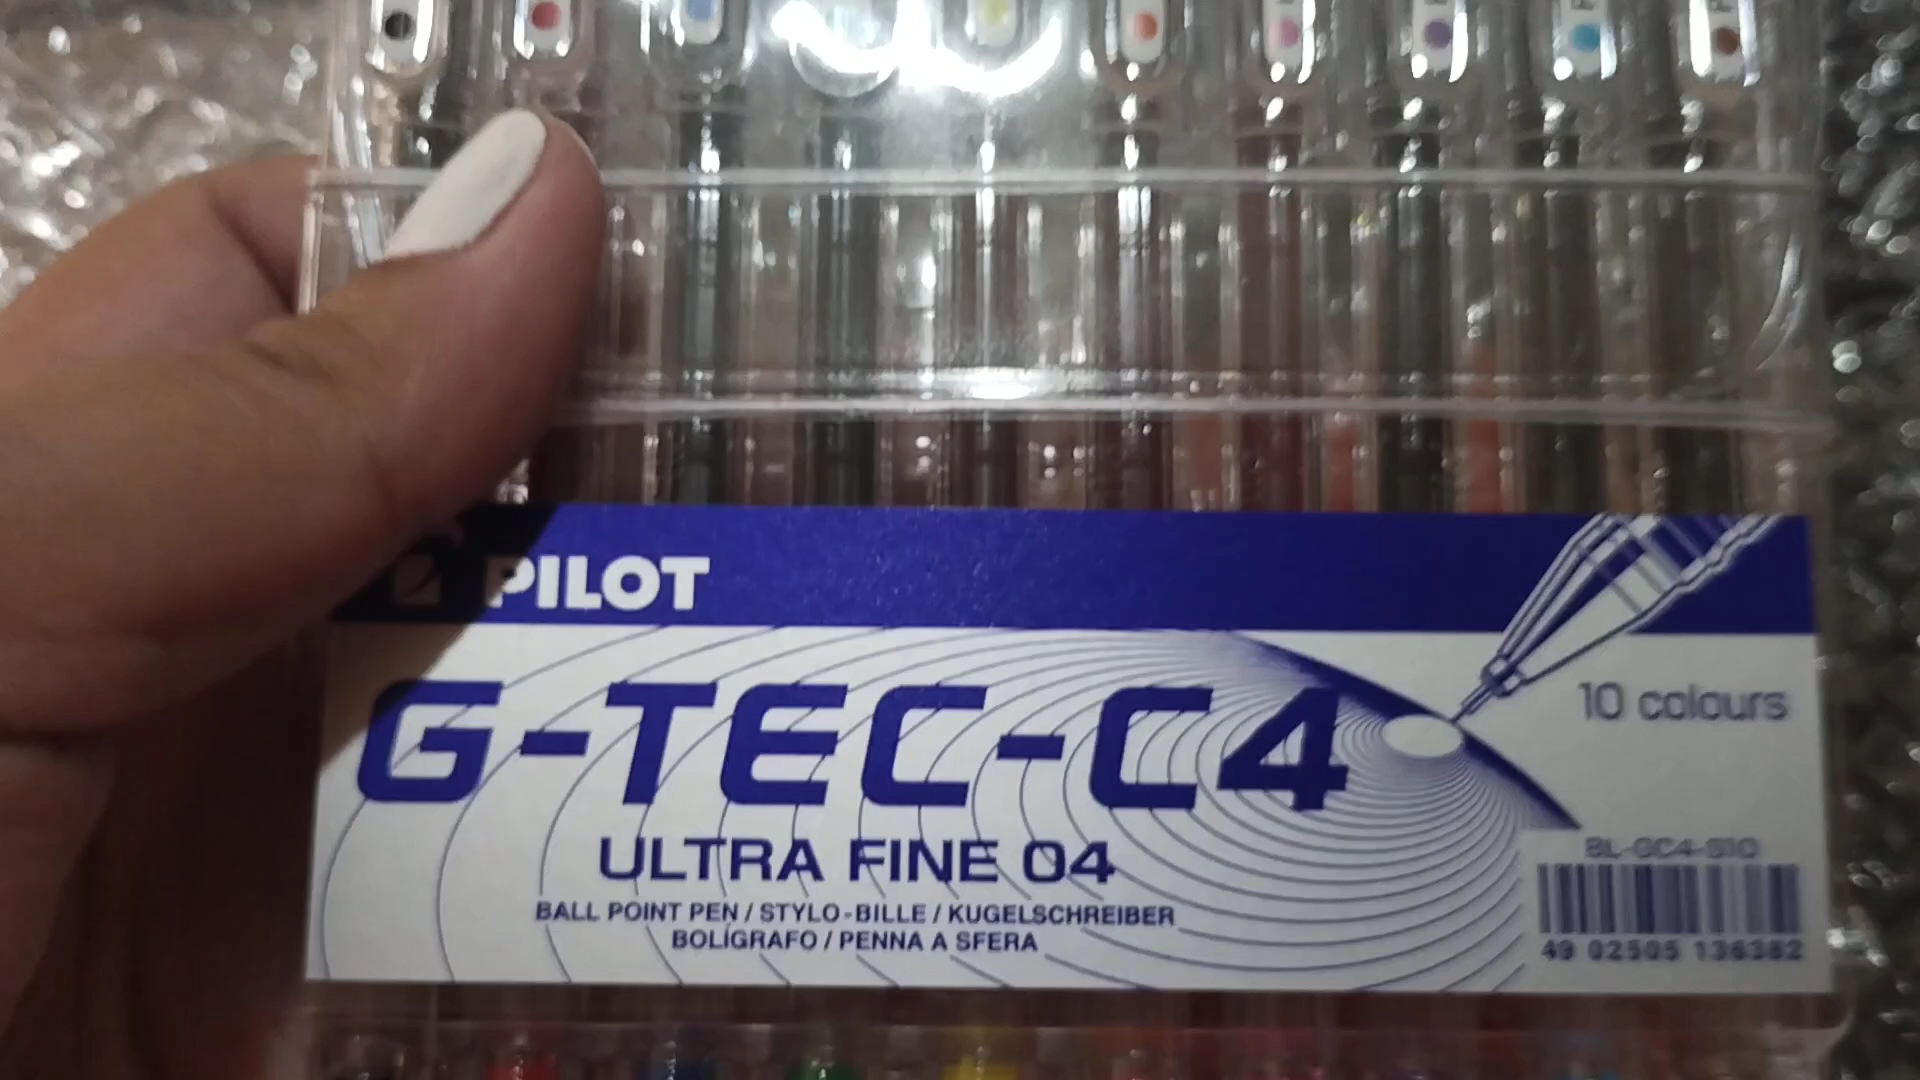 PILOT
G-TEC-C4
10 colours
ULTRA FINE 04
BL-GC4-S10
BALL POINT PEN / STYLO-BILLE / KUGELSCHREIBER
BOLÍGRAFO / PENNA A SFERA
49 02505 136382